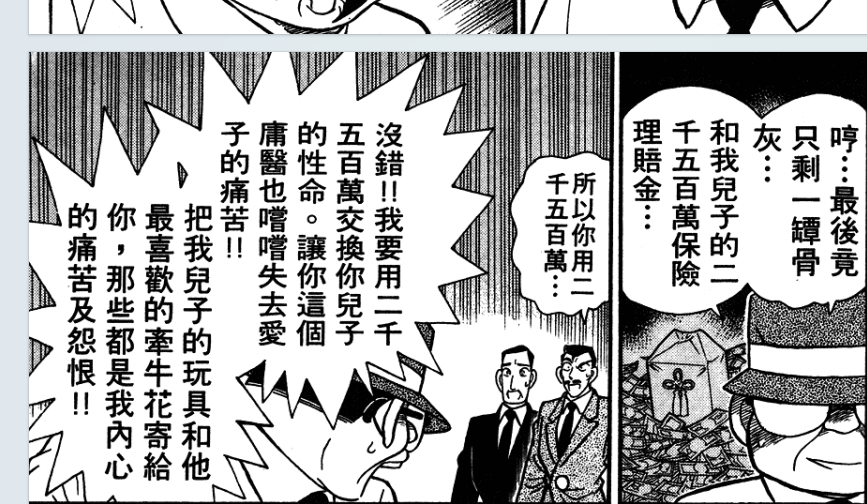 哼…最後竟
只剩一罈骨
灰…
和我兒子的二
千五百萬保險
理賠金…
所以你用二
千五百萬…
沒錯!!我要用二千
五百萬交換你兒子
的性命。讓你這個
庸醫也嚐嚐失去愛
子的痛苦!!
把我兒子的玩具和他
最喜歡的牽牛花寄給
你，那些都是我內心
的痛苦及怨恨!!